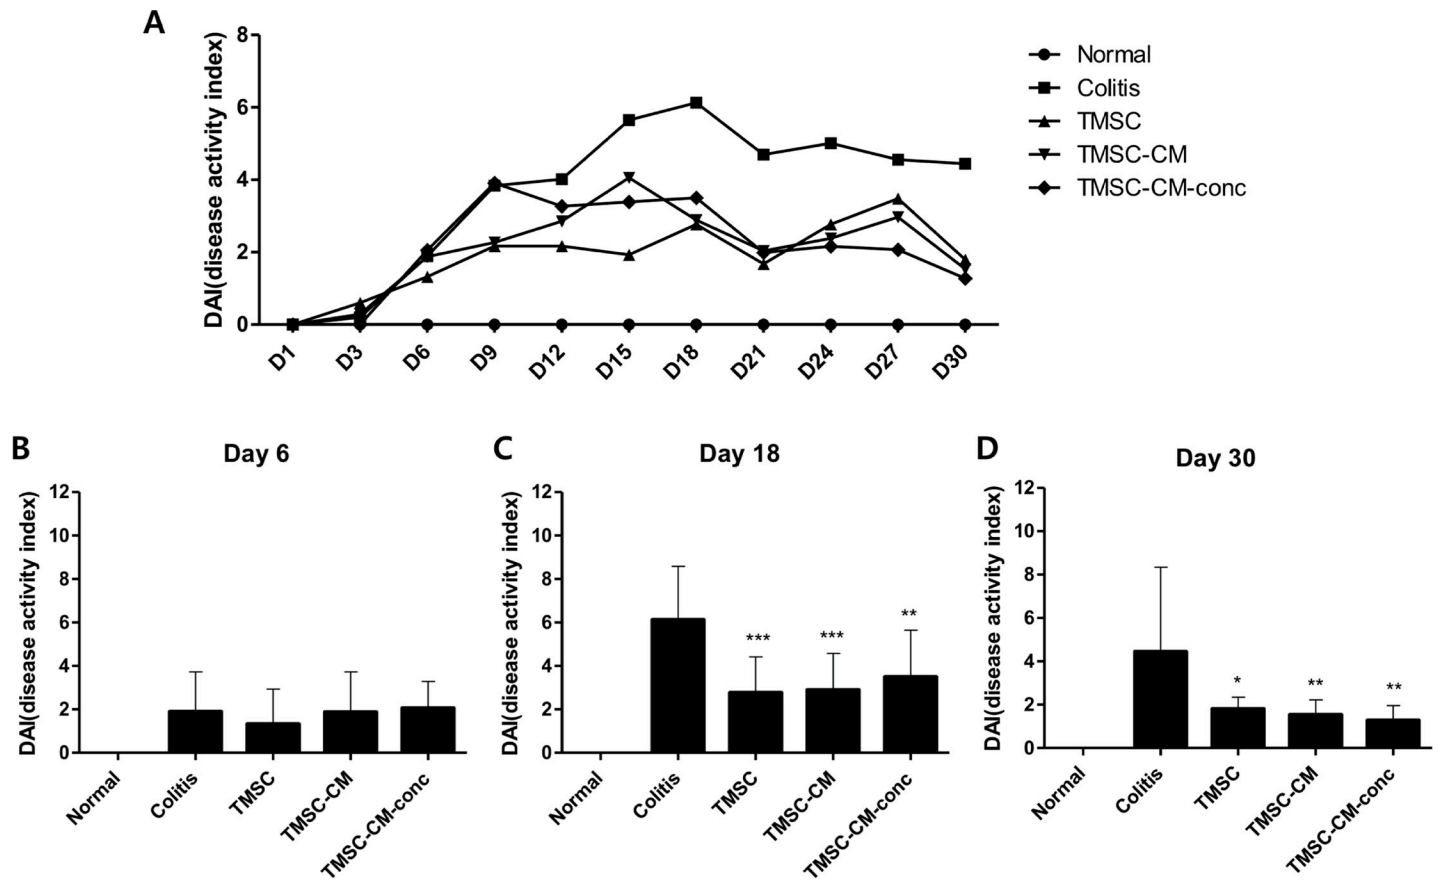 A
DAI(disease activity index)
8
6
4
2
0
D1
D3
D6
D9
D12
D15
D18
D21
D24
D27
D30
Normal
Colitis
TMSC
TMSC-CM
TMSC-CM-conc
B
Day 6
DAI(disease activity index)
12
10
8
6
4
2
0
Normal
Colitis
TMSC
TMSC-CM
TMSC-CM-conc
C
Day 18
DAI(disease activity index)
12
10
8
6
4
2
0
***
***
**
Normal
Colitis
TMSC
TMSC-CM
TMSC-CM-conc
D
Day 30
DAI(disease activity index)
12
10
8
6
4
2
0
*
**
**
Normal
Colitis
TMSC
TMSC-CM
TMSC-CM-conc